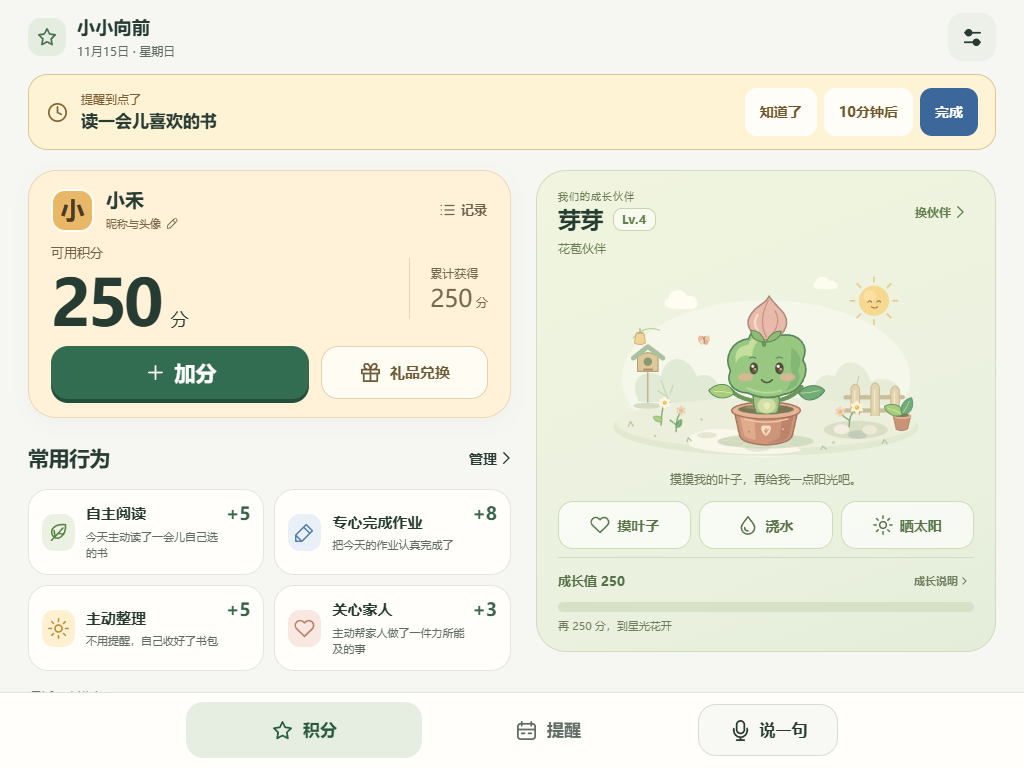 小小向前
11月15日 · 星期日
提醒到点了
读一会儿喜欢的书
知道了
10分钟后
完成
小
小禾
昵称与头像
记录
可用积分
250 分
累计获得
250 分
+ 加分
礼品兑换
我们的成长伙伴
芽芽 Lv.4
换伙伴
花苞伙伴
摸摸我的叶子，再给我一点阳光吧。
摸叶子
浇水
晒太阳
成长值 250
成长说明
再 250 分，到星光花开
常用行为
管理
自主阅读
+5
今天主动读了一会儿自己选
的书
专心完成作业
+8
把今天的作业认真完成了
主动整理
+5
不用提醒，自己收好了书包
关心家人
+3
主动帮家人做了一件力所能
及的事
积分
提醒
说一句